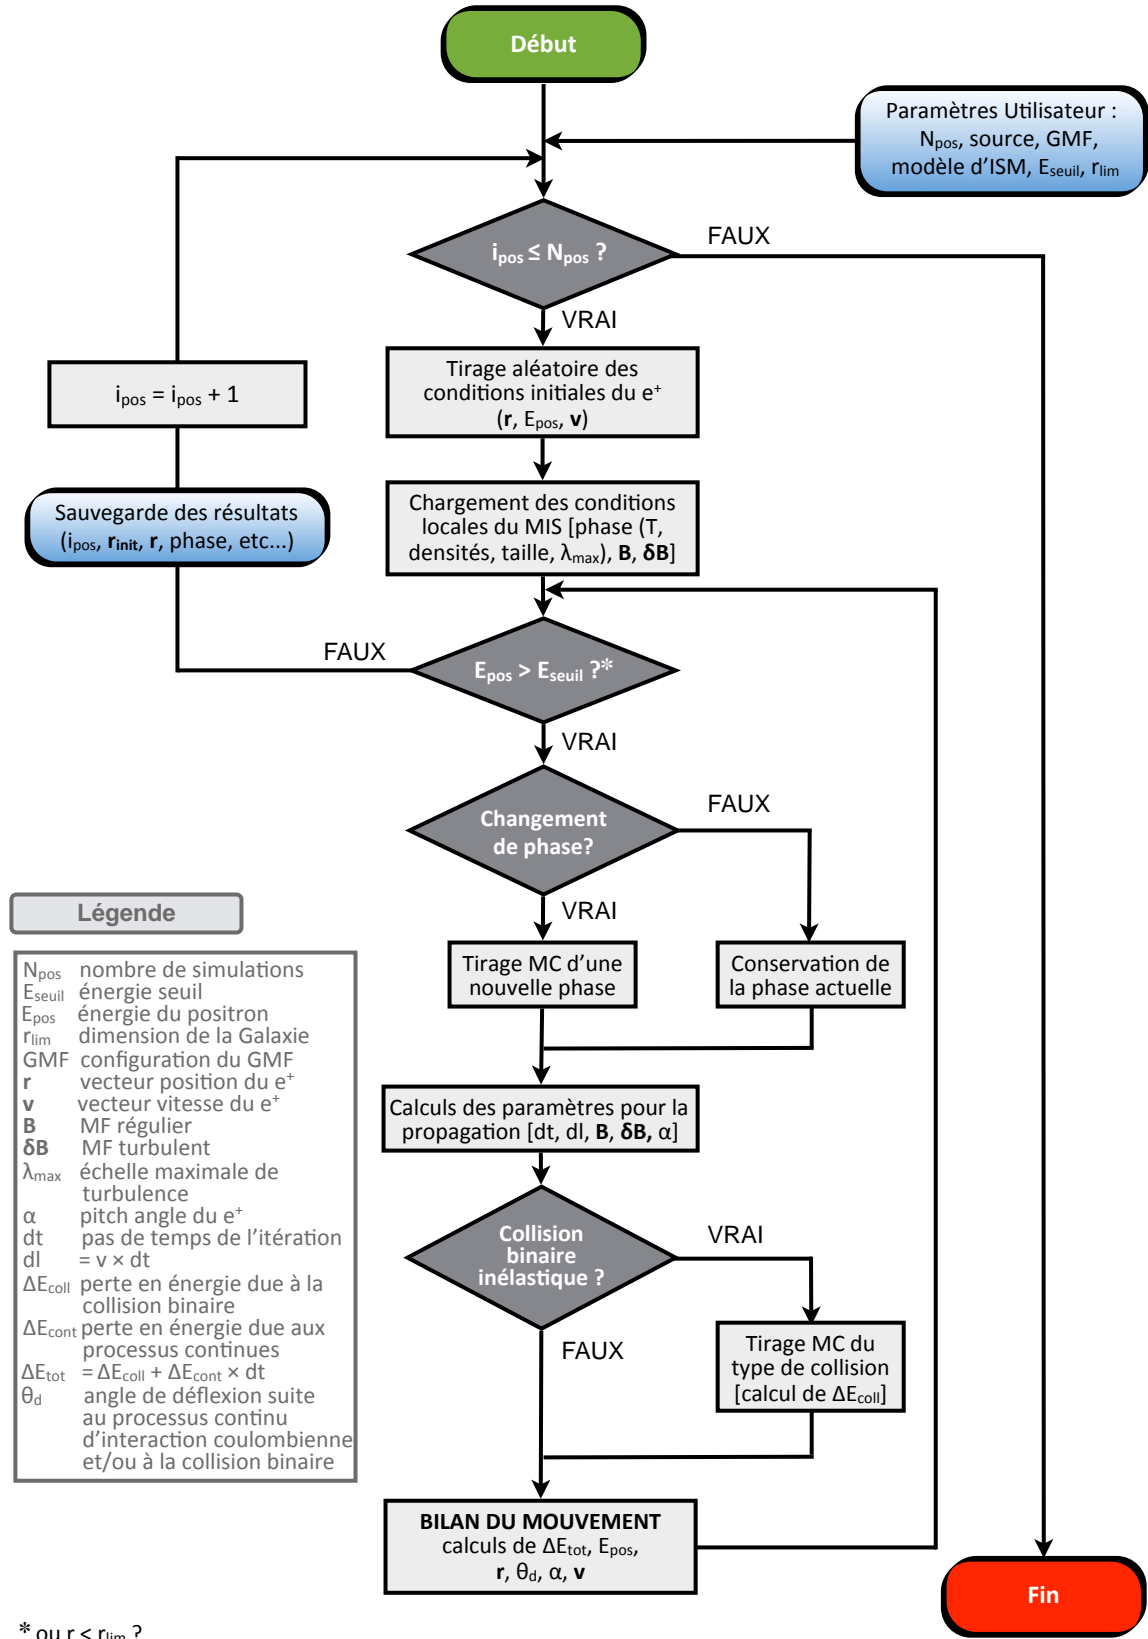 Début
Paramètres Utilisateur :
Npos, source, GMF,
modèle d'ISM, Eseuil, rlim
ipos ≤ Npos ?
FAUX
VRAI
Tirage aléatoire des
conditions initiales du e+
(r, Epos, v)
ipos = ipos + 1
Sauvegarde des résultats
(ipos, rinit, r, phase, etc...)
Chargement des conditions
locales du MIS [phase (T,
densités, taille, λmax), B, δB]
FAUX
Epos > Eseuil ?*
VRAI
Changement
de phase?
FAUX
VRAI
Tirage MC d'une
nouvelle phase
Conservation de
la phase actuelle
Calculs des paramètres pour la
propagation [dt, dl, B, δB, α]
Collision
binaire
inélastique ?
VRAI
FAUX
Tirage MC du
type de collision
[calcul de ΔEcoll]
BILAN DU MOUVEMENT
calculs de ΔEtot, Epos,
r, θd, α, v
Fin
Légende
Npos nombre de simulations
Eseuil énergie seuil
Epos énergie du positron
rlim dimension de la Galaxie
GMF configuration du GMF
r vecteur position du e+
v vecteur vitesse du e+
B MF régulier
δB MF turbulent
λmax échelle maximale de
turbulence
α pitch angle du e+
dt pas de temps de l'itération
dl = v × dt
ΔEcoll perte en énergie due à la
collision binaire
ΔEcont perte en énergie due aux
processus continues
ΔEtot = ΔEcoll + ΔEcont × dt
θd angle de déflexion suite
au processus continu
d'interaction coulombienne
et/ou à la collision binaire
* ou r < rlim ?